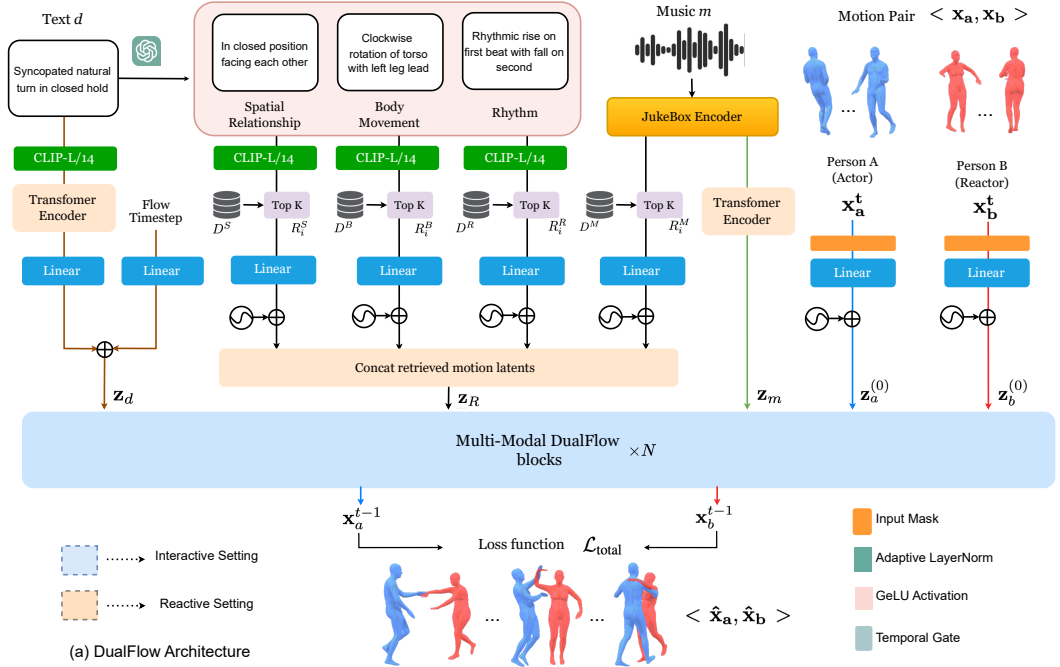 Text d
Syncopated natural
turn in closed hold
In closed position
facing each other
Clockwise
rotation of torso
with left leg lead
Rhythmic rise on
first beat with fall on
second
Spatial
Relationship
Body
Movement
Rhythm
Music m
JukeBox Encoder
Motion Pair < x_a, x_b >
...
...
CLIP-L/14
CLIP-L/14
CLIP-L/14
CLIP-L/14
Transfomer
Encoder
Flow
Timestep
D^S
Top K
R_i^S
D^B
Top K
R_i^B
D^R
Top K
R_i^R
D^M
Top K
R_i^M
Transfomer
Encoder
Person A
(Actor)
x_a^t
Person B
(Reactor)
x_b^t
Linear
Linear
Linear
Linear
Linear
Linear
Linear
Linear
Concat retrieved motion latents
z_d
z_R
z_m
z_a^(0)
z_b^(0)
Multi-Modal DualFlow
blocks
×N
x_a^{t-1}
x_b^{t-1}
Loss function L_total
...
...
< x̂_a, x̂_b >
Interactive Setting
Reactive Setting
(a) DualFlow Architecture
Input Mask
Adaptive LayerNorm
GeLU Activation
Temporal Gate